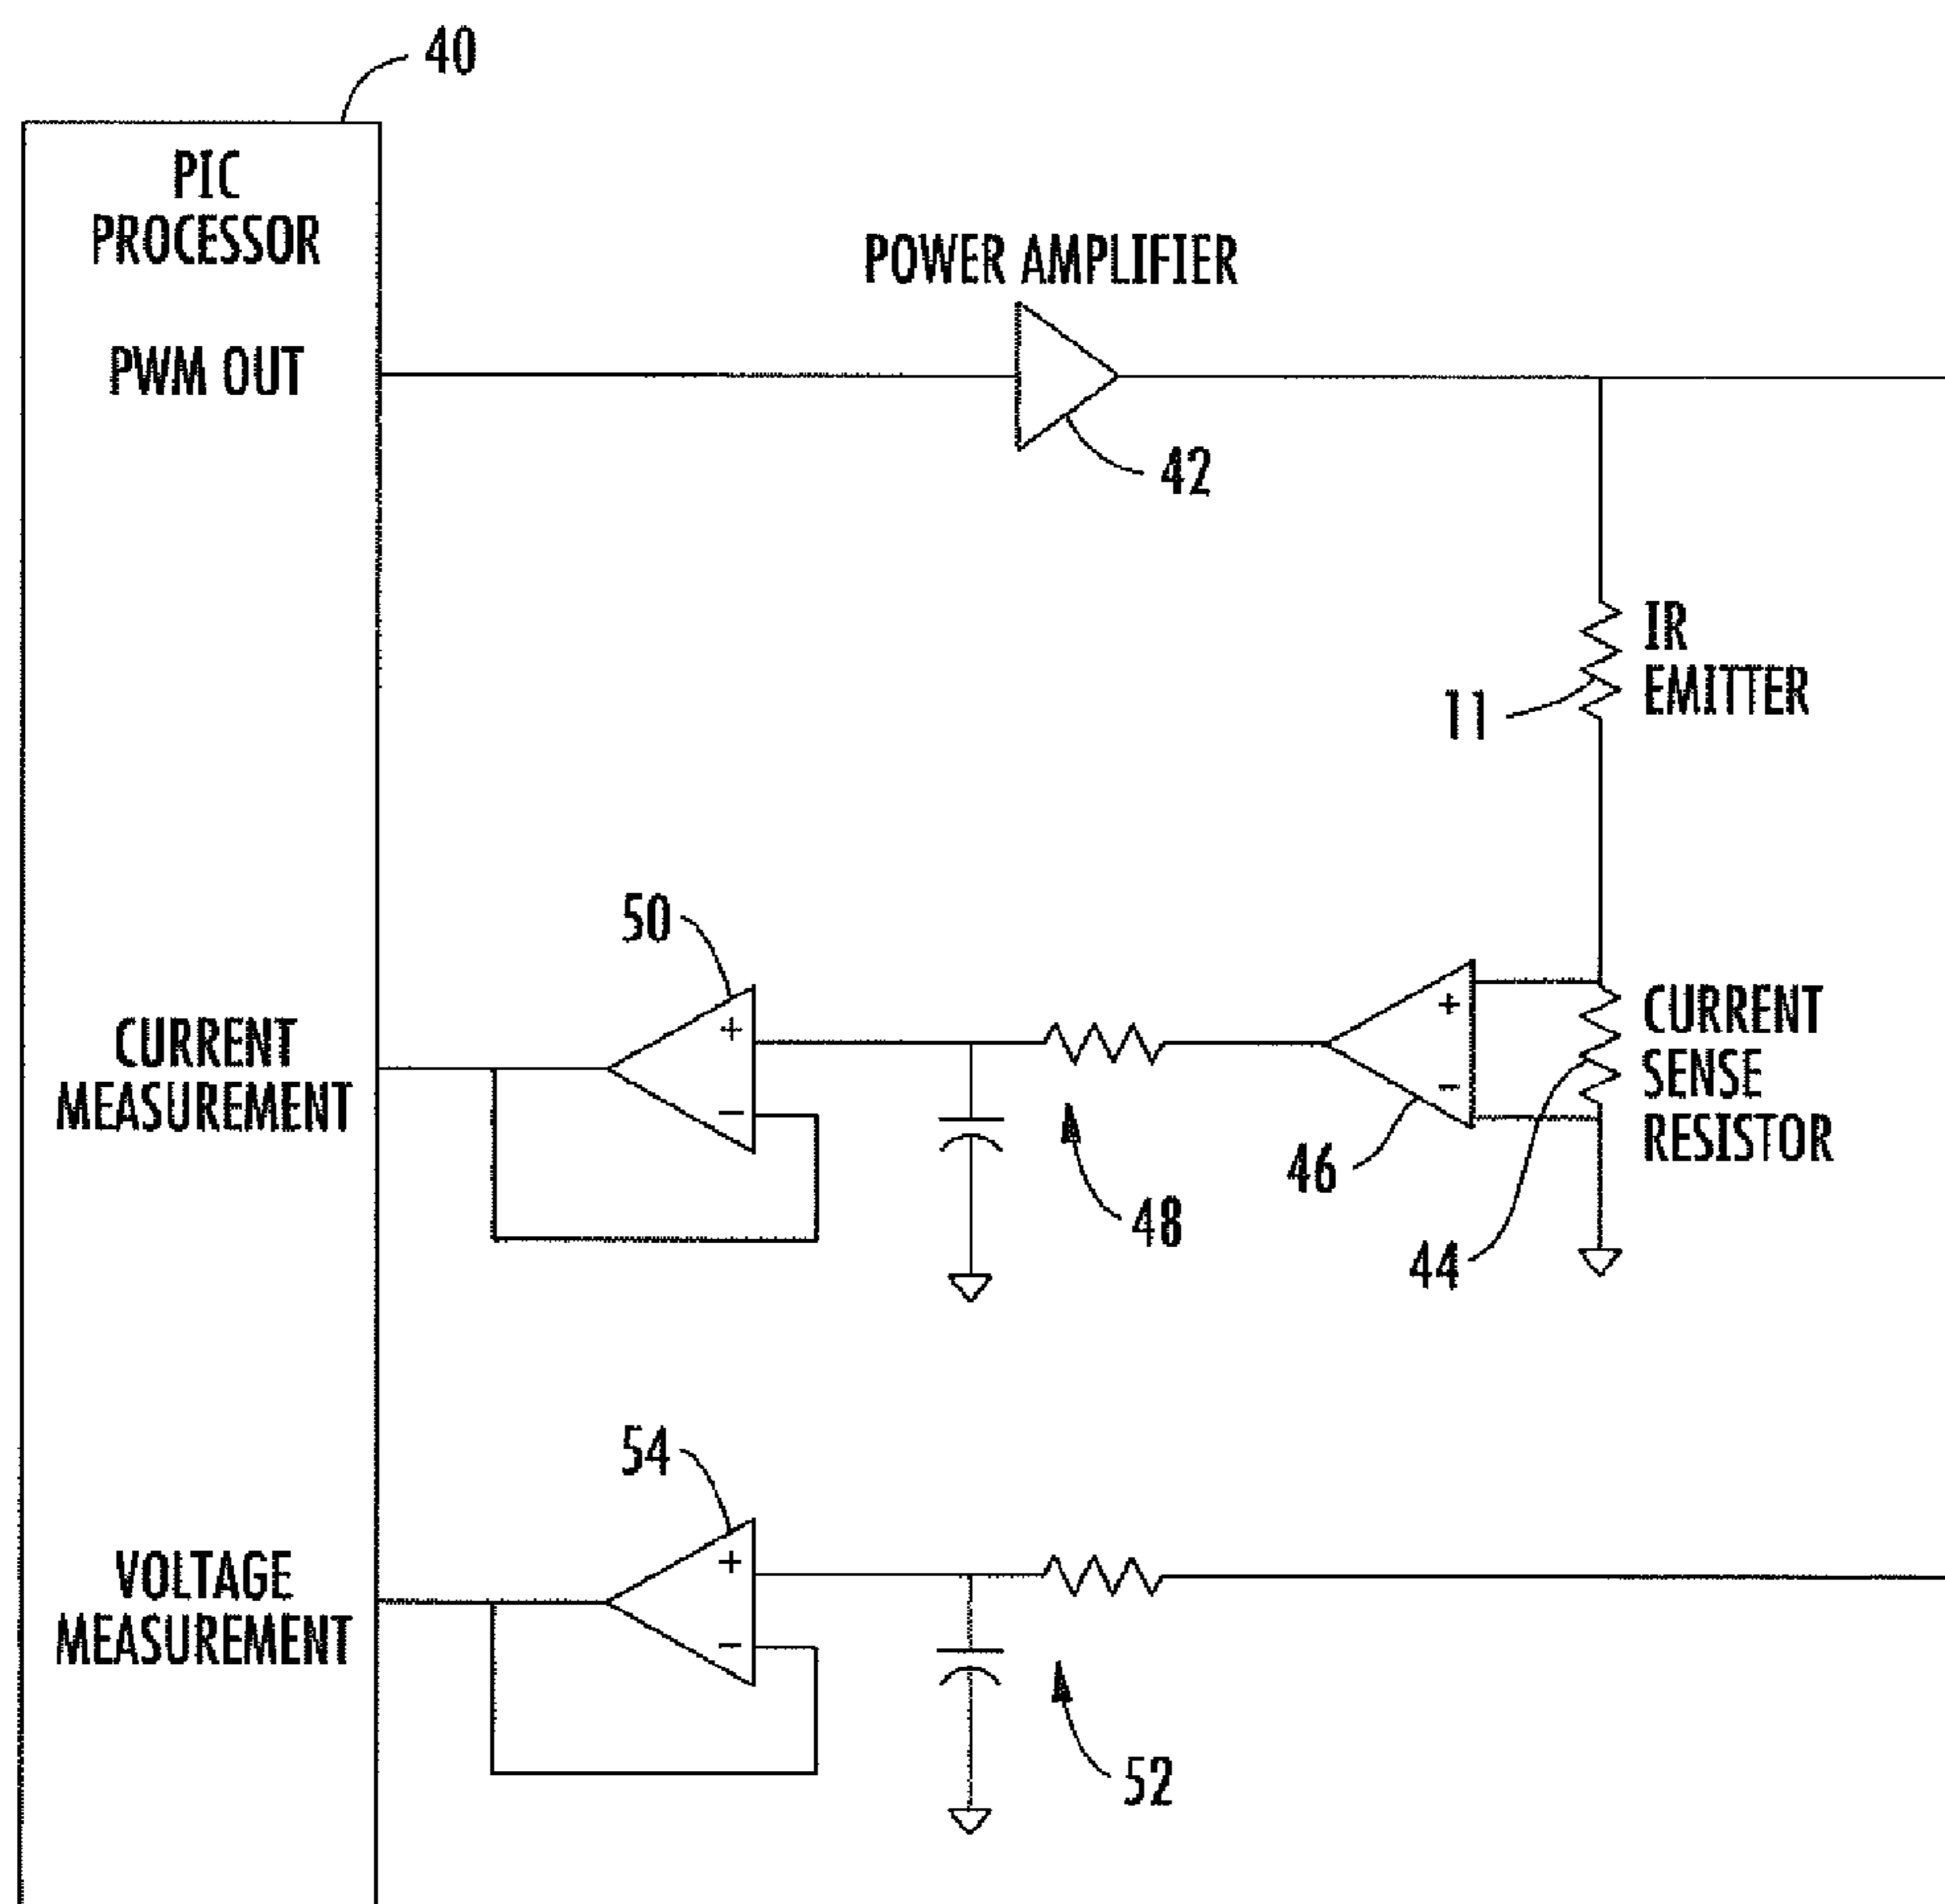 40
PIC
PROCESSOR
PWM OUT
POWER AMPLIFIER
42
IR
EMITTER
11
50
+
−
CURRENT
MEASUREMENT
48
+
−
46
CURRENT
SENSE
RESISTOR
44
54
+
−
VOLTAGE
MEASUREMENT
52